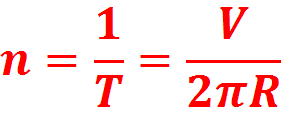 n = 1/T = V/2πR